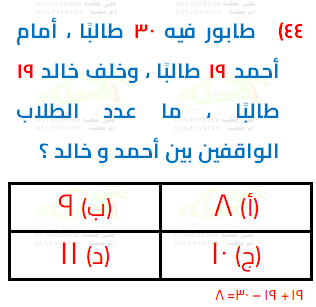 ٤٤) طابور فيه ٣٠ طالبًا ، أمام
أحمد ١٩ طالبًا ، وخلف خالد ١٩
طالبًا ، ما عدد الطلاب
الواقفين بين أحمد و خالد ؟
(أ) ٨
(ب) ٩
(ج) ١٠
(د) ١١
١٩ + ١٩ – ٣٠ = ٨